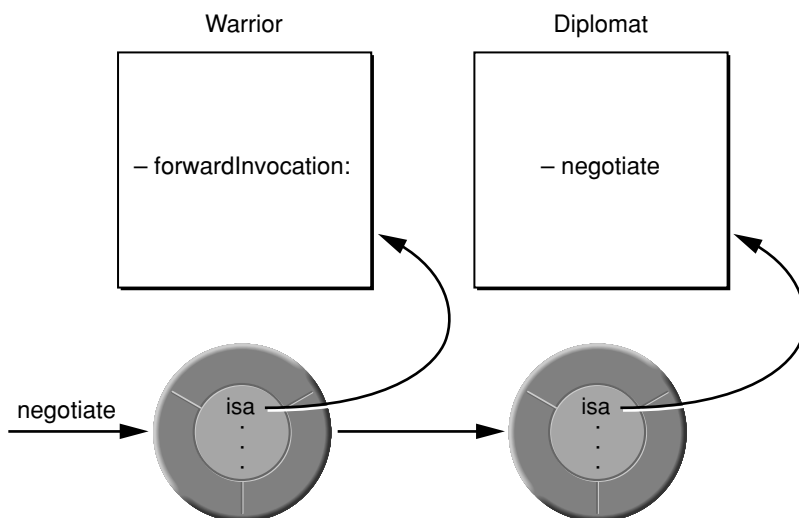 Warrior
Diplomat
– forwardInvocation:
– negotiate
negotiate
isa
.
.
.
isa
.
.
.